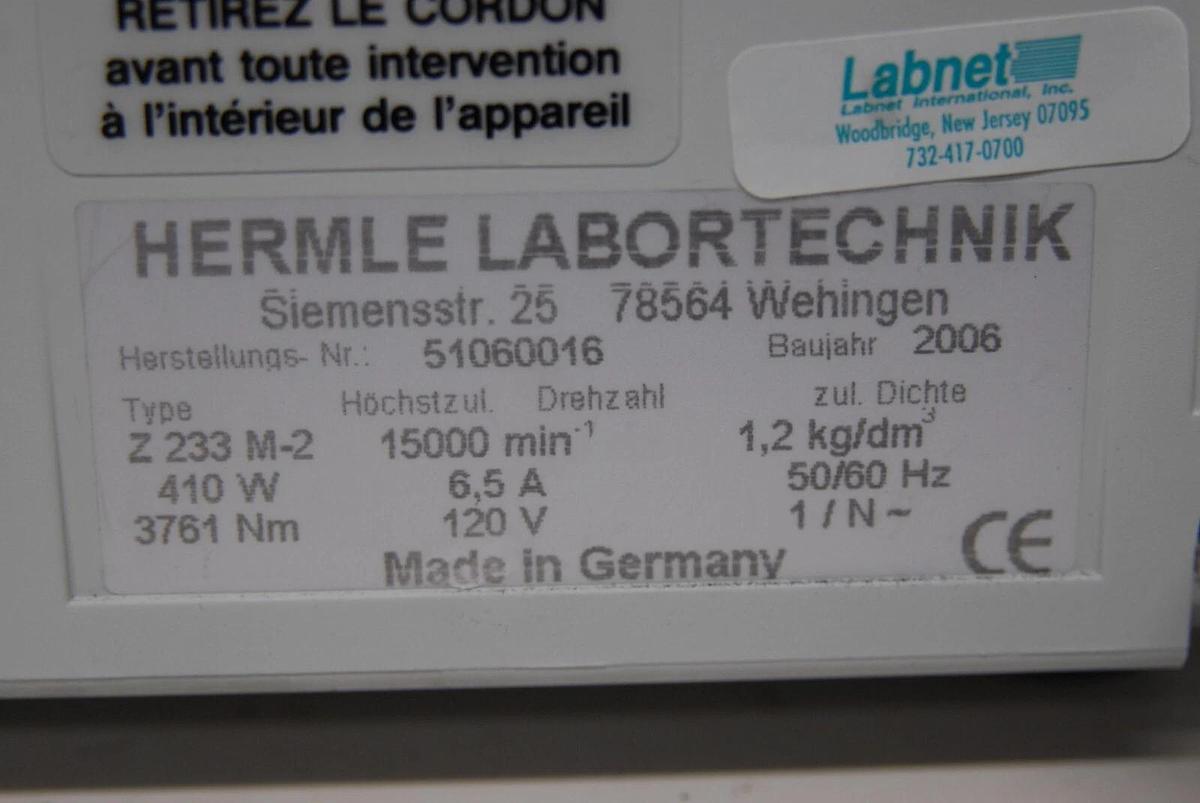 RETIREZ LE CORDON
avant toute intervention
à l'intérieur de l'appareil
Labnet
Labnet International, Inc.
Woodbridge, New Jersey 07095
732-417-0700
HERMLE LABORTECHNIK
Siemensstr. 25 78564 Wehingen
Herstellungs- Nr.: 51060016 Baujahr 2006
Type Höchstzul. Drehzahl zul. Dichte
Z 233 M-2 15000 min⁻¹ 1,2 kg/dm³
410 W 6,5 A 50/60 Hz
3761 Nm 120 V 1 / N ~
Made in Germany CE